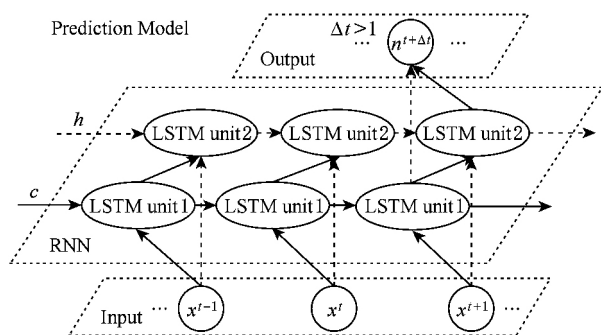 Prediction Model
Δt>1
... n^{t+Δt} ...
Output
h
LSTM unit2 LSTM unit2 LSTM unit2
c
LSTM unit1 LSTM unit1 LSTM unit1
RNN
Input ... x^{t-1} x^t x^{t+1} ...